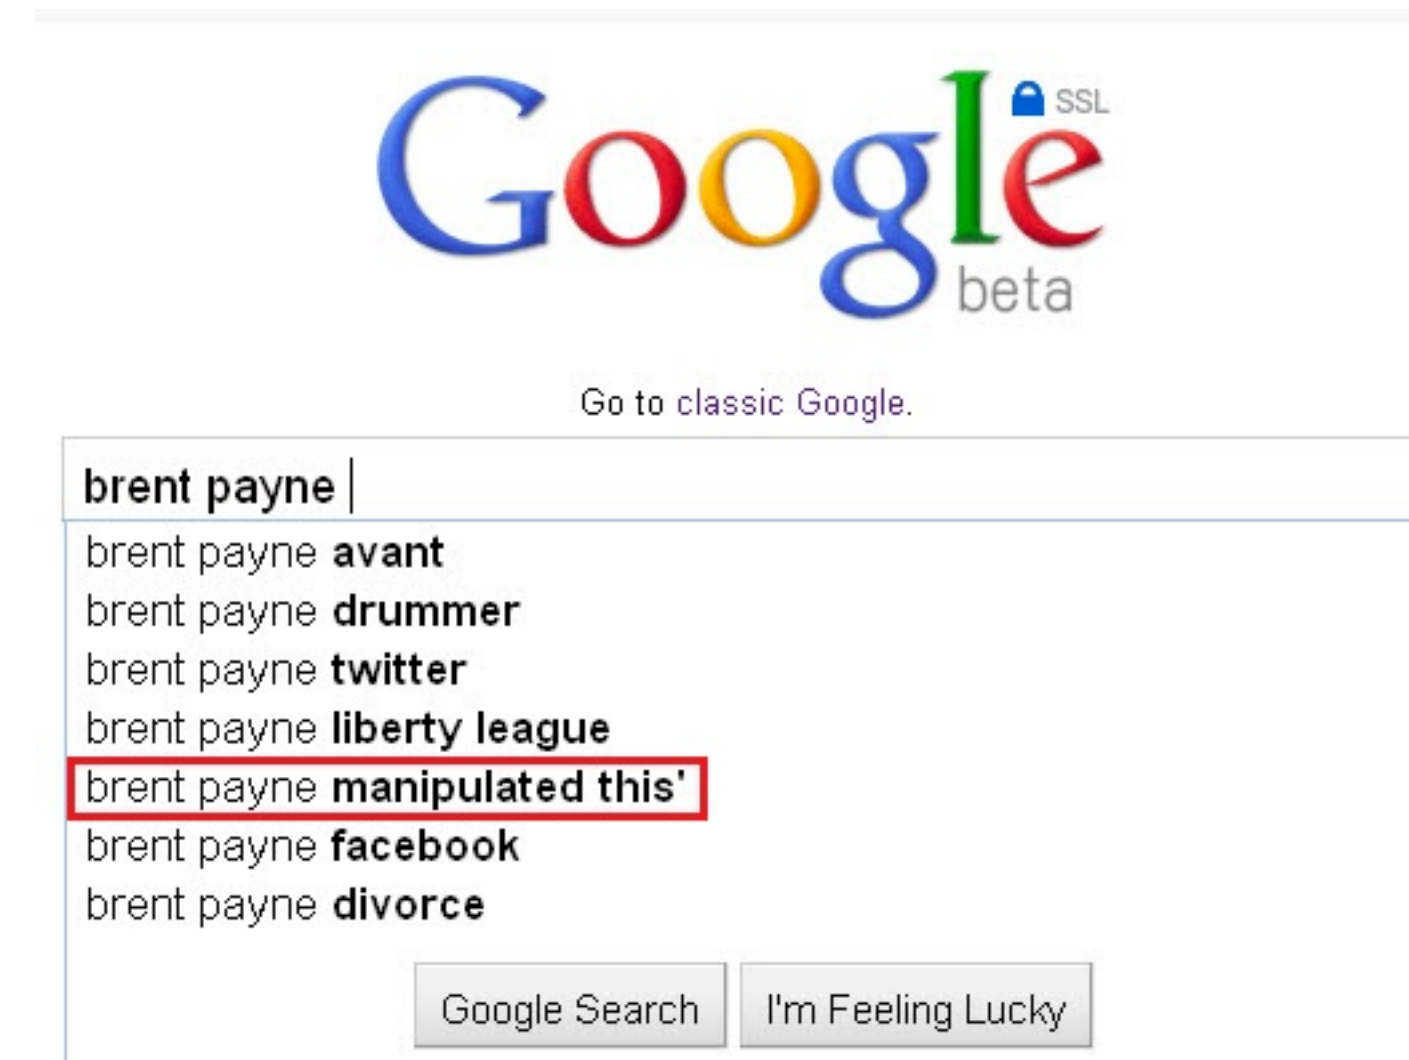 Google
SSL
beta
Go to classic Google.
brent payne
brent payne avant
brent payne drummer
brent payne twitter
brent payne liberty league
brent payne manipulated this'
brent payne facebook
brent payne divorce
Google Search I'm Feeling Lucky